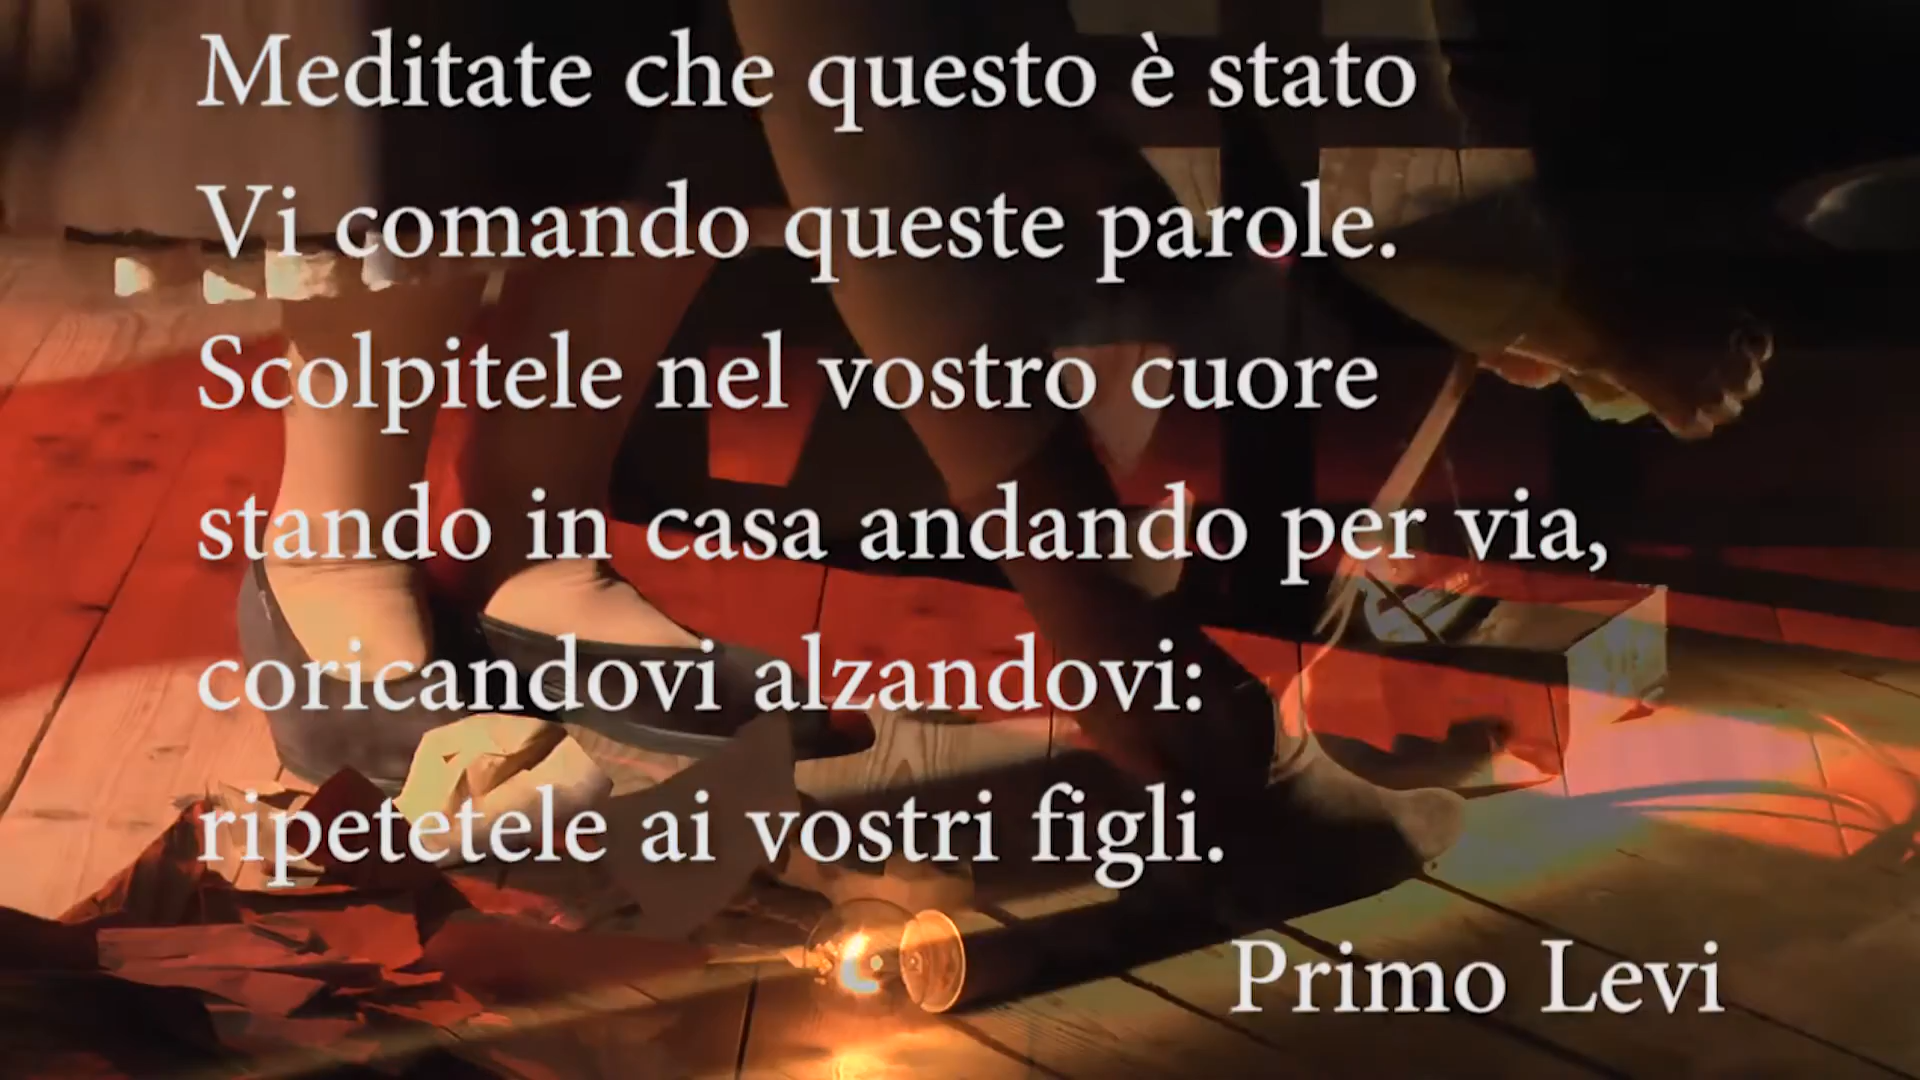 Meditate che questo è stato
Vi comando queste parole.
Scolpitele nel vostro cuore
stando in casa andando per via,
coricandovi alzandovi:
ripetetele ai vostri figli.
Primo Levi